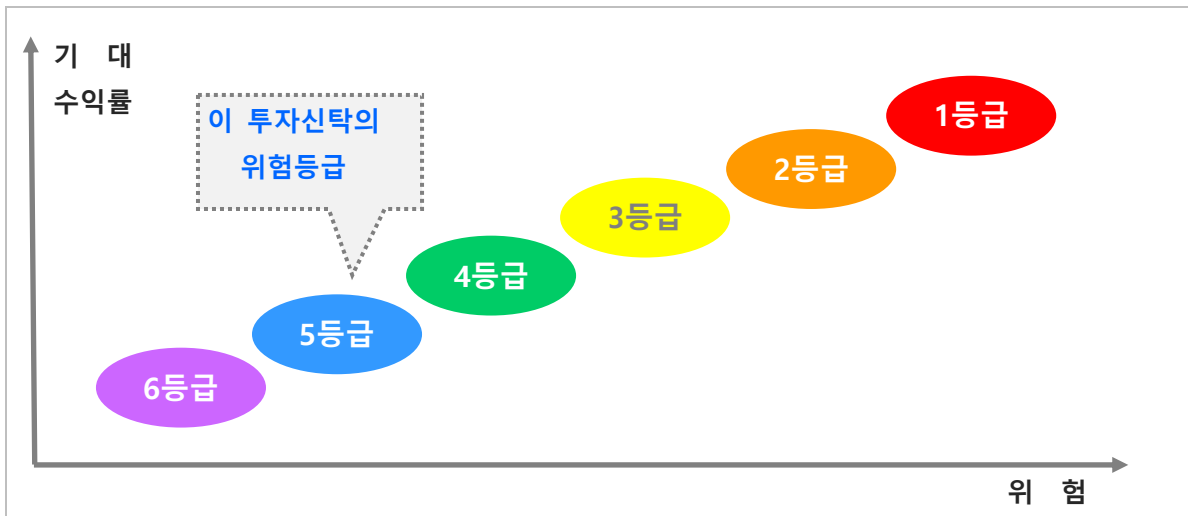 기 대
수익률
이 투자신탁의
위험등급
1등급
2등급
3등급
4등급
5등급
6등급
위 험